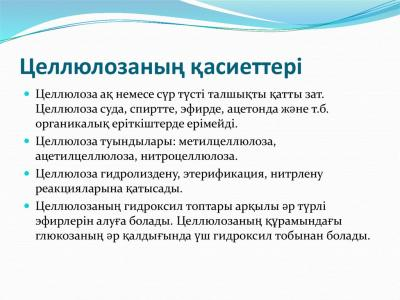 Целлюлозаның қасиеттері
Целлюлоза ақ немесе сұр түсті талшықты қатты зат.
Целлюлоза суда, спиртте, эфирде, ацетонда және т.б.
органикалық еріткіштерде ерімейді.
Целлюлоза туындылары: метилцеллюлоза,
ацетилцеллюлоза, нитроцеллюлоза.
Целлюлоза гидролиздену, этерификация, нитрлену
реакцияларына қатысады.
Целлюлозаның гидроксил топтары арқылы әр түрлі
эфирлерін алуға болады. Целлюлозаның құрамындағы
глюкозаның әр қалдығында үш гидроксил тобынан болады.